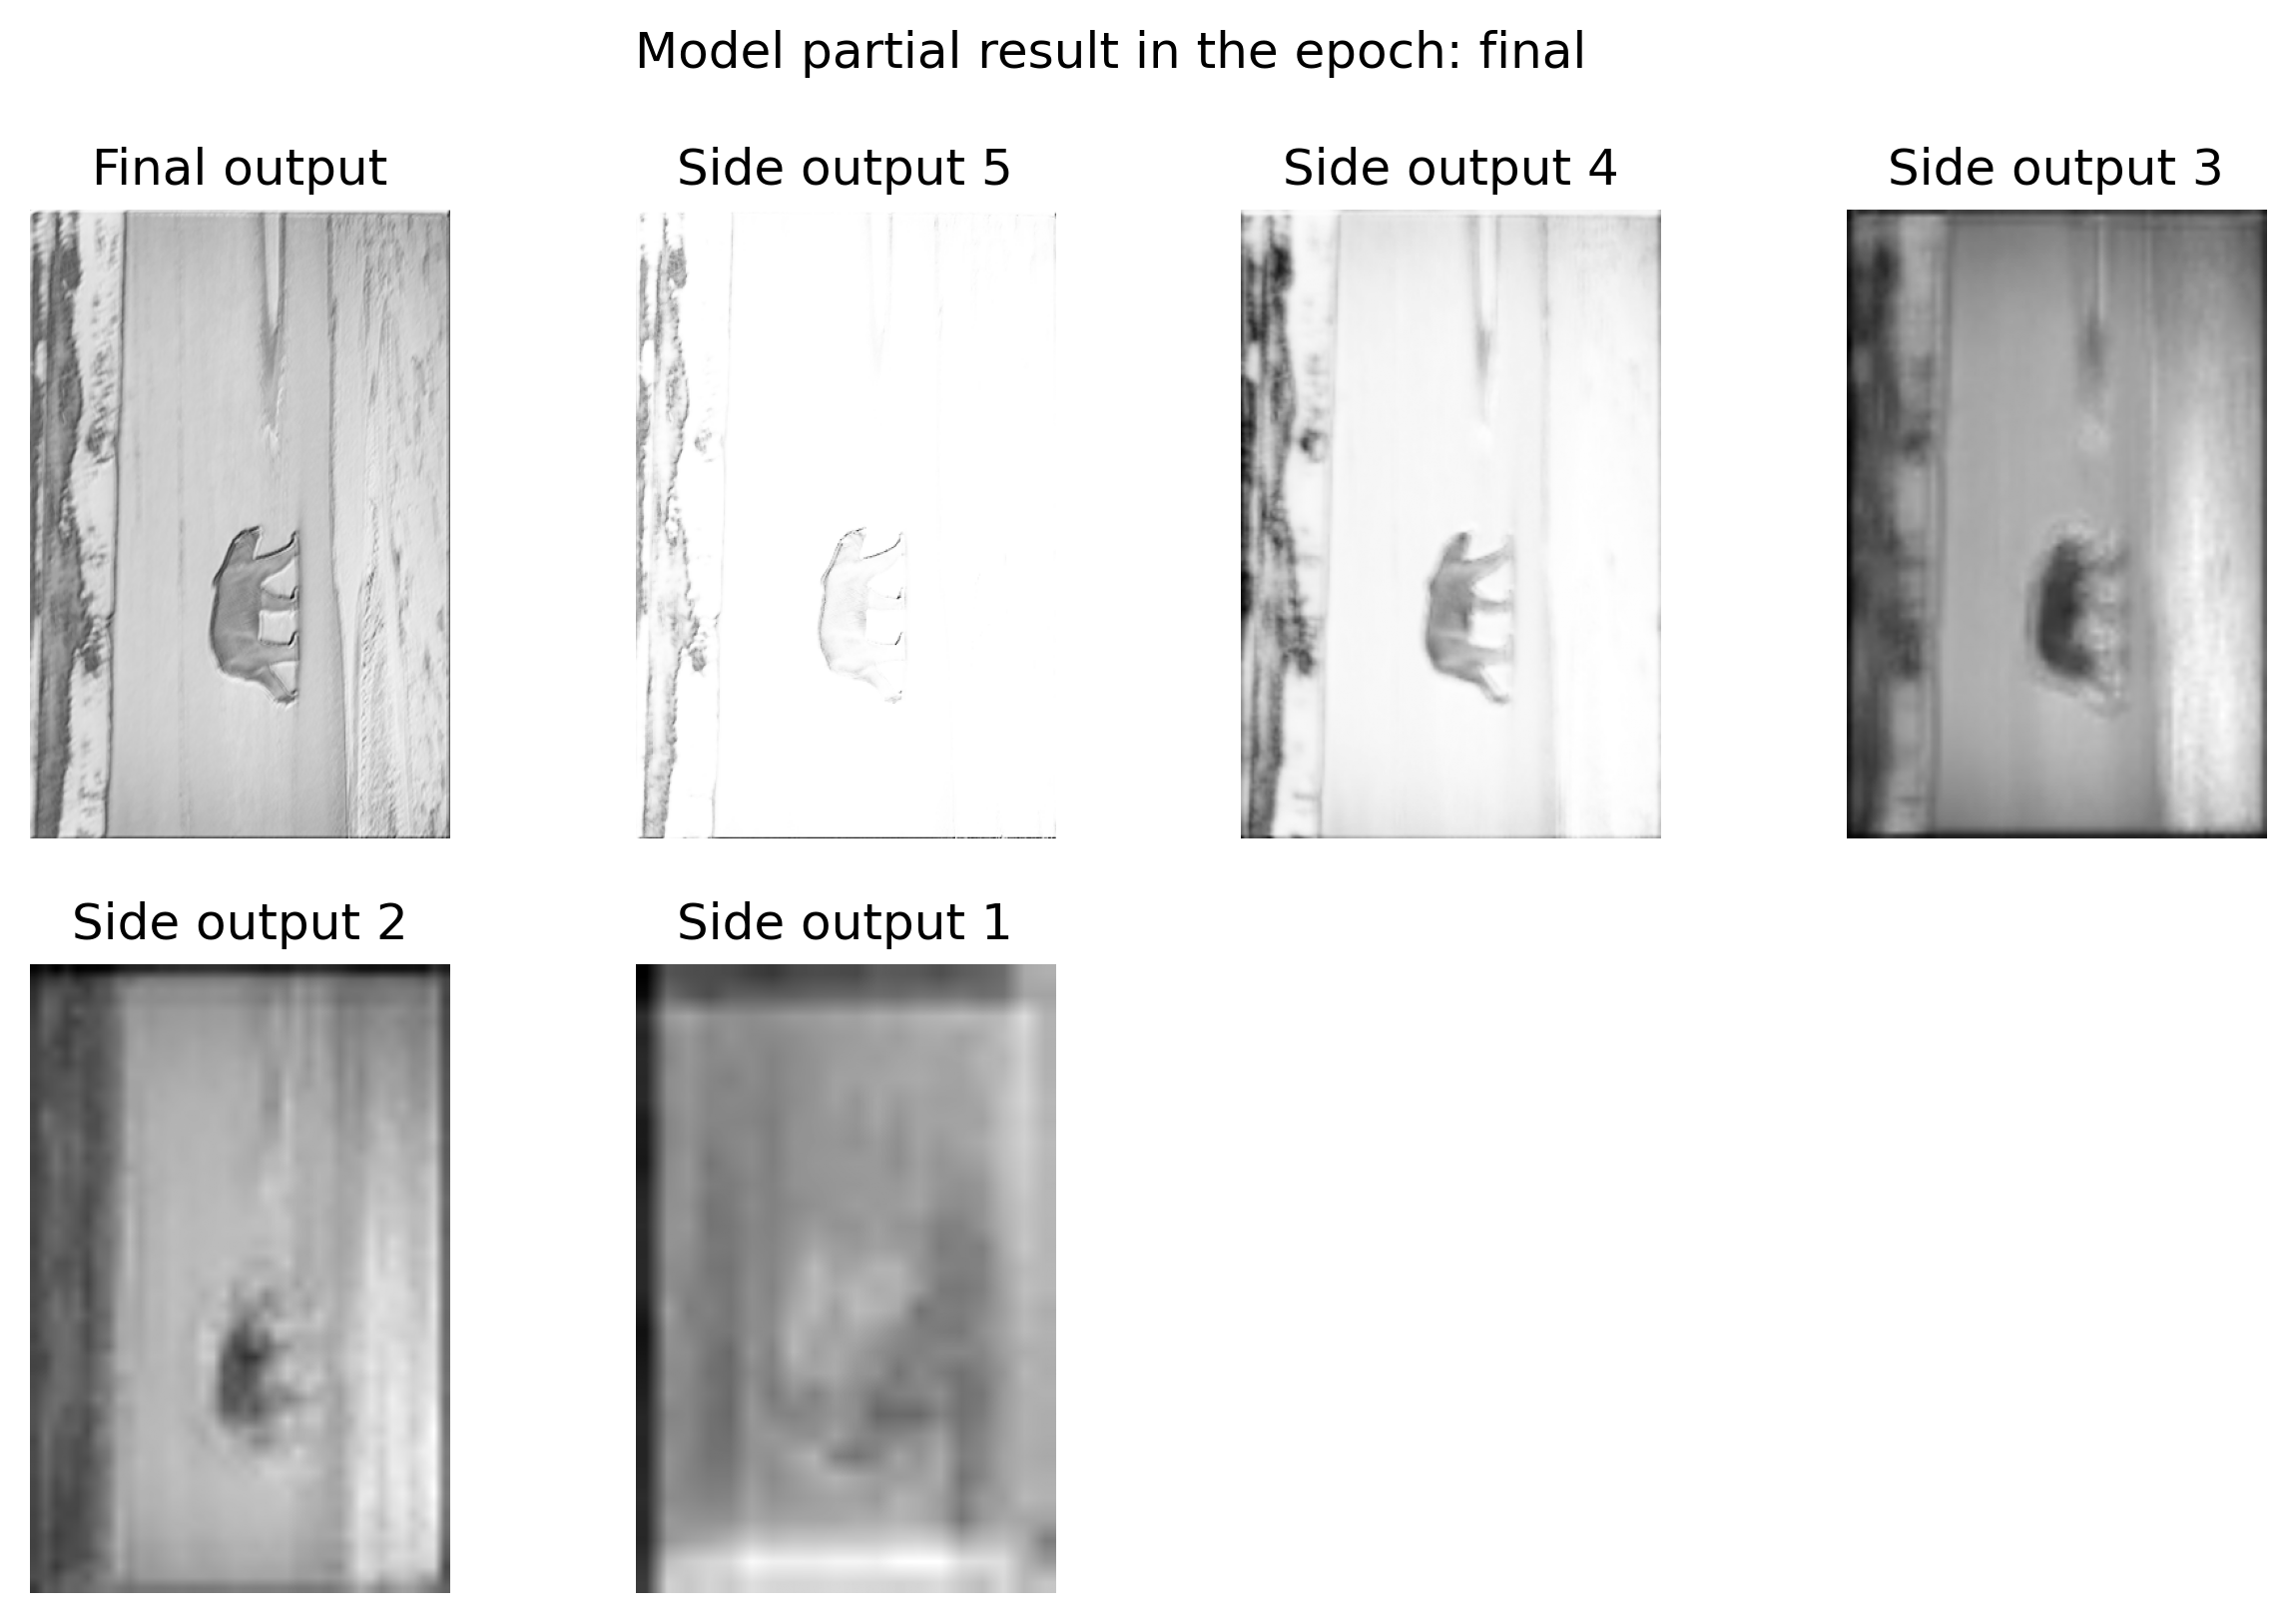 Model partial result in the epoch: final
Final output
Side output 5
Side output 4
Side output 3
Side output 2
Side output 1